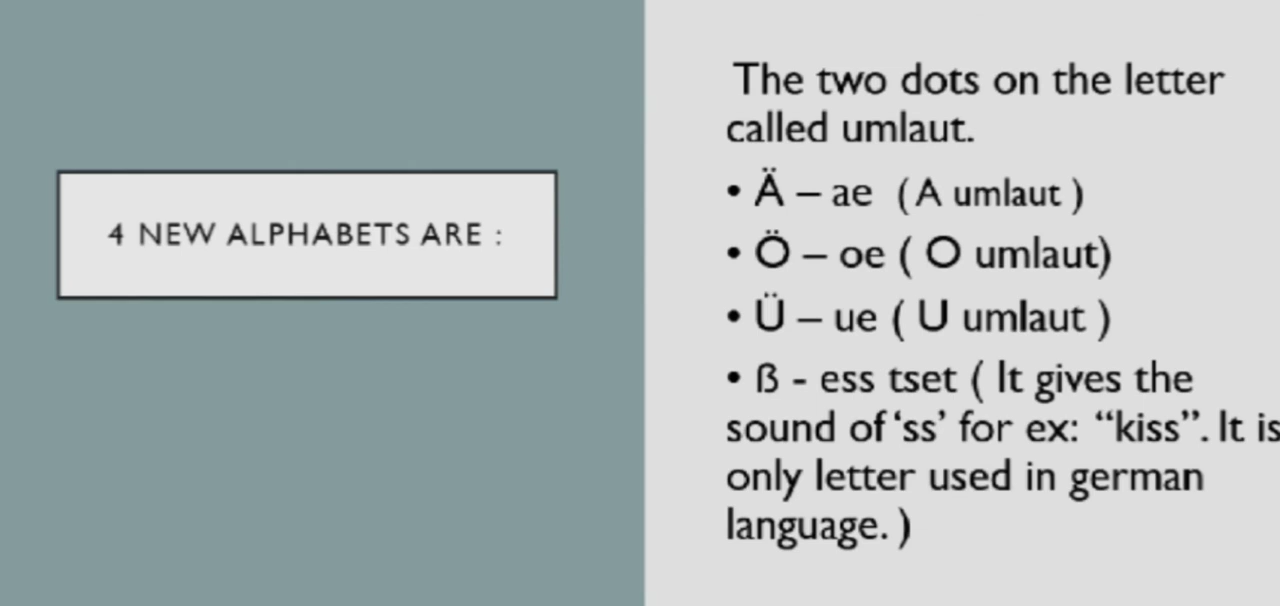 4 NEW ALPHABETS ARE :
The two dots on the letter
called umlaut.
• Ä – ae ( A umlaut )
• Ö – oe ( O umlaut)
• Ü – ue ( U umlaut )
• ß - ess tset ( It gives the
sound of ‘ss’ for ex: “kiss”. It is
only letter used in german
language. )